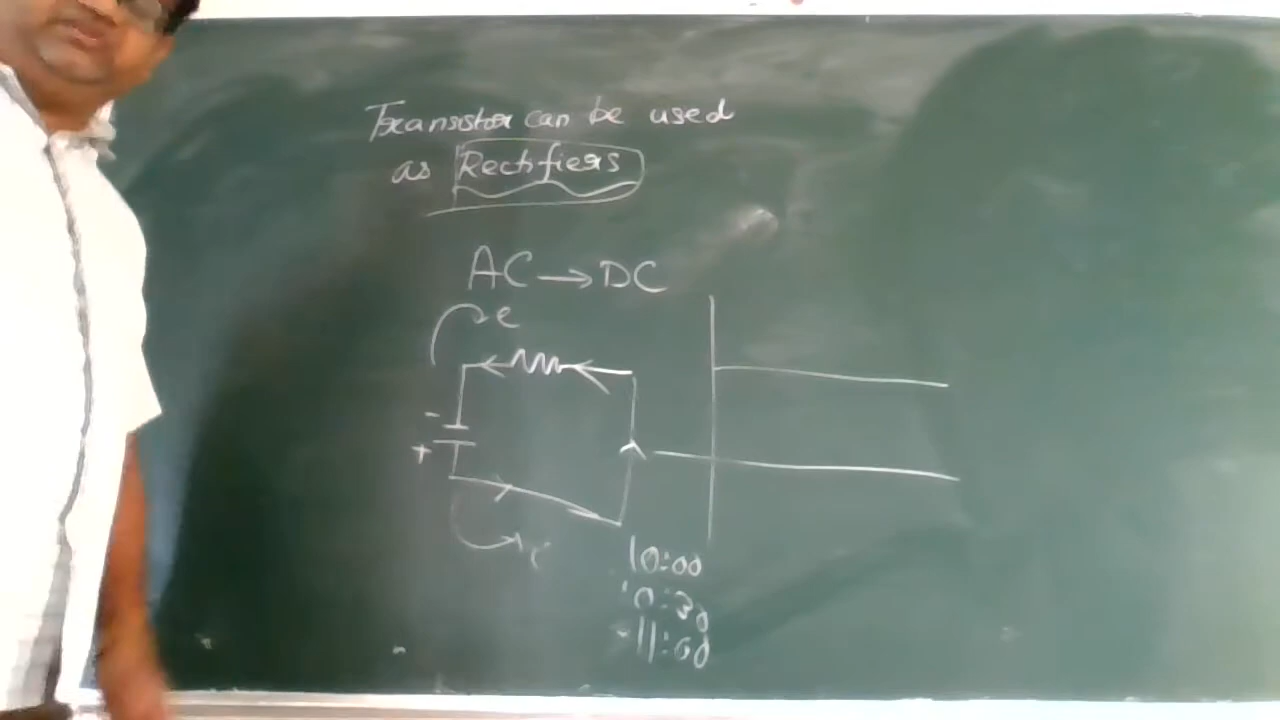 Transistor can be used
as Rectifiers
AC → DC
e
-
+
i
10:00
10:30
11:00